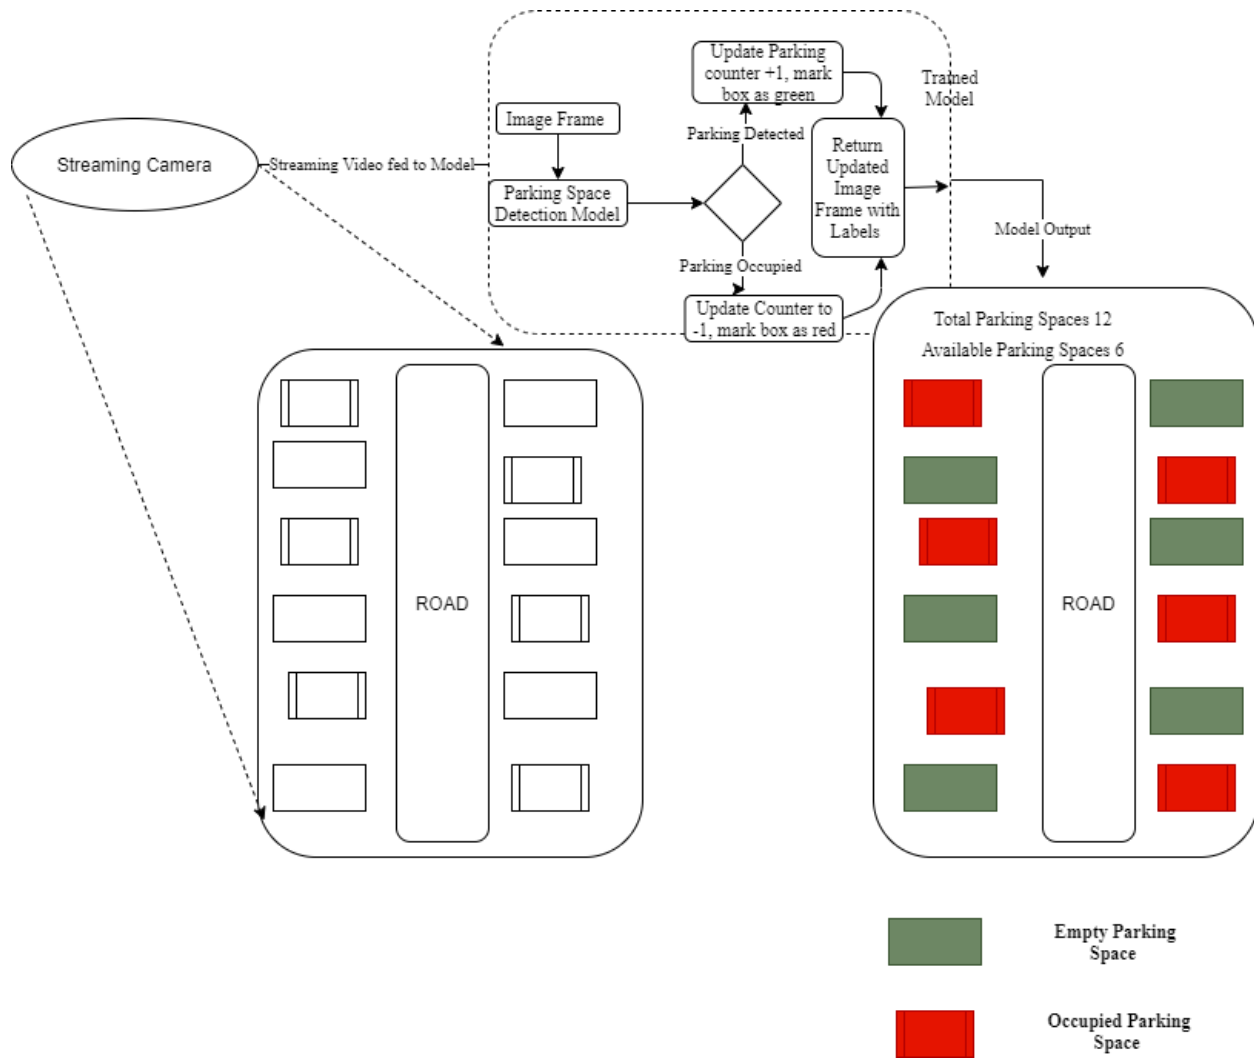 Update Parking
counter +1, mark
box as green
Trained
Model
Image Frame
Parking Detected
Streaming Camera
Streaming Video fed to Model
Return
Updated
Image
Frame with
Labels
Parking Space
Detection Model
Model Output
Parking Occupied
Update Counter to
-1, mark box as red
Total Parking Spaces 12
Available Parking Spaces 6
ROAD
ROAD
Empty Parking
Space
Occupied Parking
Space